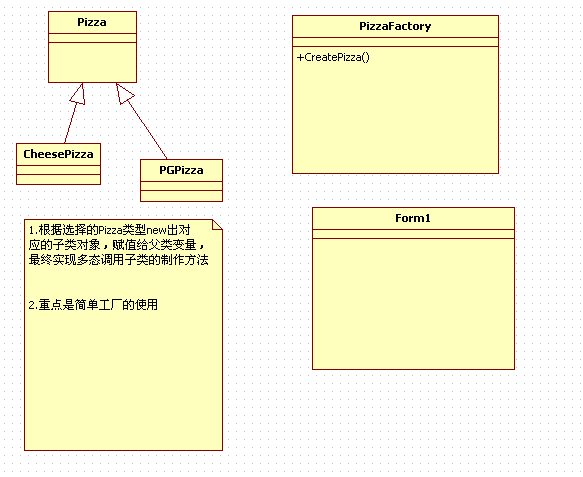 Pizza
PizzaFactory
+CreatePizza()
CheesePizza
PGPizza
Form1
1.根据选择的Pizza类型new出对
应的子类对象，赋值给父类变量，
最终实现多态调用子类的制作方法
2.重点是简单工厂的使用